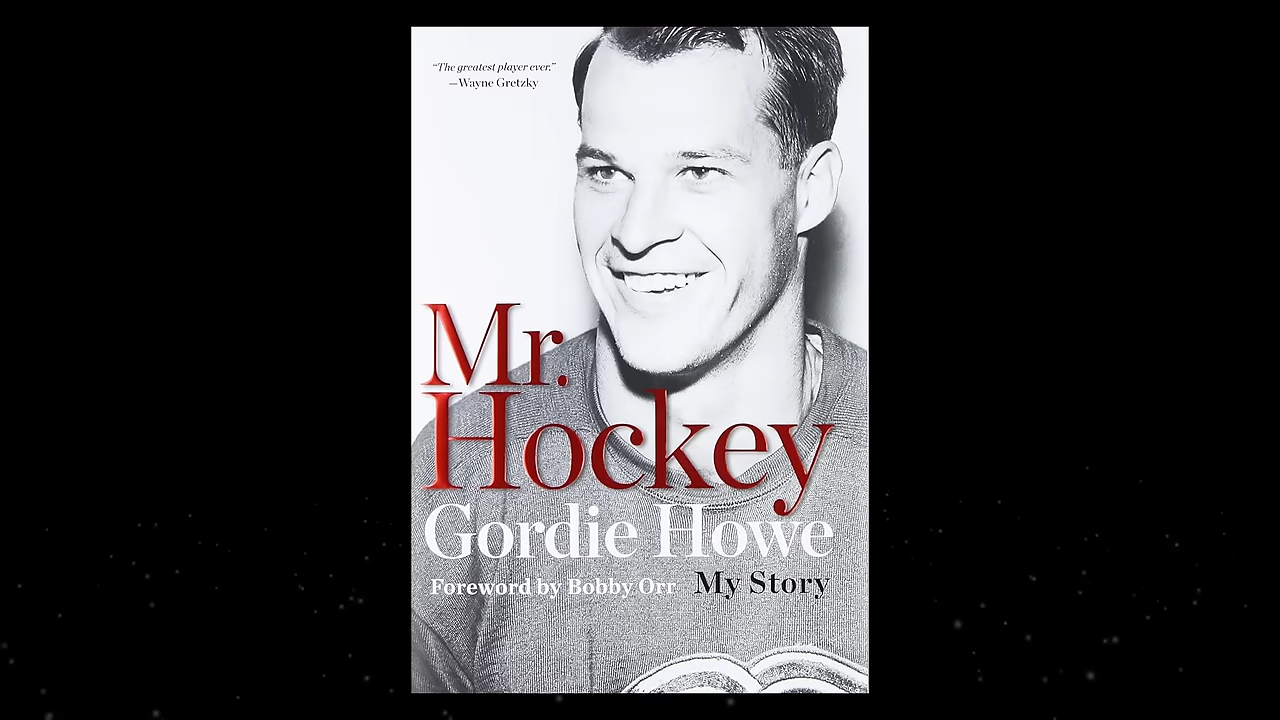 “The greatest player ever.”
—Wayne Gretzky
Mr.
Hockey
Gordie Howe
Foreword by Bobby Orr My Story